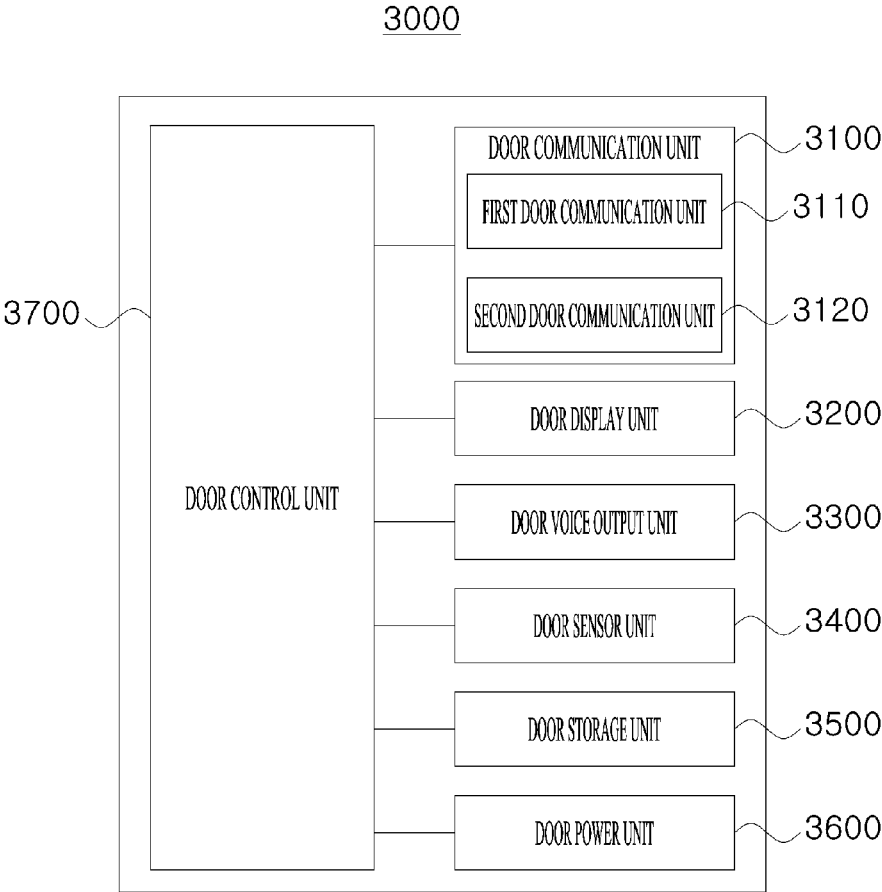 3000
DOOR COMMUNICATION UNIT
3100
FIRST DOOR COMMUNICATION UNIT
3110
SECOND DOOR COMMUNICATION UNIT
3120
3700
DOOR CONTROL UNIT
DOOR DISPLAY UNIT
3200
DOOR VOICE OUTPUT UNIT
3300
DOOR SENSOR UNIT
3400
DOOR STORAGE UNIT
3500
DOOR POWER UNIT
3600